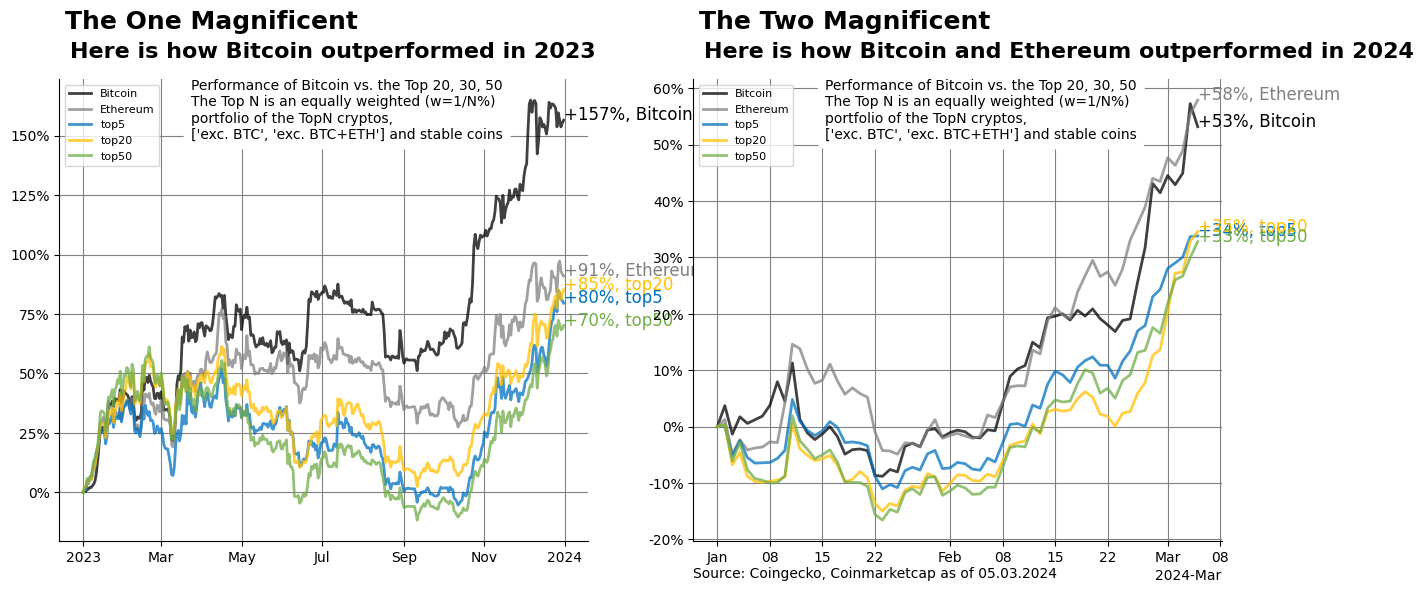 The One Magnificent
Here is how Bitcoin outperformed in 2023
Bitcoin
Ethereum
top5
top20
top50
Performance of Bitcoin vs. the Top 20, 30, 50
The Top N is an equally weighted (w=1/N%)
portfolio of the TopN cryptos,
['exc. BTC', 'exc. BTC+ETH'] and stable coins
150%
125%
100%
75%
50%
25%
0%
+157%, Bitcoin
+91%, Ethereum
+85%, top20
+80%, top5
+70%, top50
2023
Mar
May
Jul
Sep
Nov
2024
The Two Magnificent
Here is how Bitcoin and Ethereum outperformed in 2024
Bitcoin
Ethereum
top5
top20
top50
Performance of Bitcoin vs. the Top 20, 30, 50
The Top N is an equally weighted (w=1/N%)
portfolio of the TopN cryptos,
['exc. BTC', 'exc. BTC+ETH'] and stable coins
60%
50%
40%
30%
20%
10%
0%
-10%
-20%
+58%, Ethereum
+53%, Bitcoin
+35%, top20
+34%, top5
+33%, top50
Jan
08
15
22
Feb
08
15
22
Mar
08
2024-Mar
Source: Coingecko, Coinmarketcap as of 05.03.2024